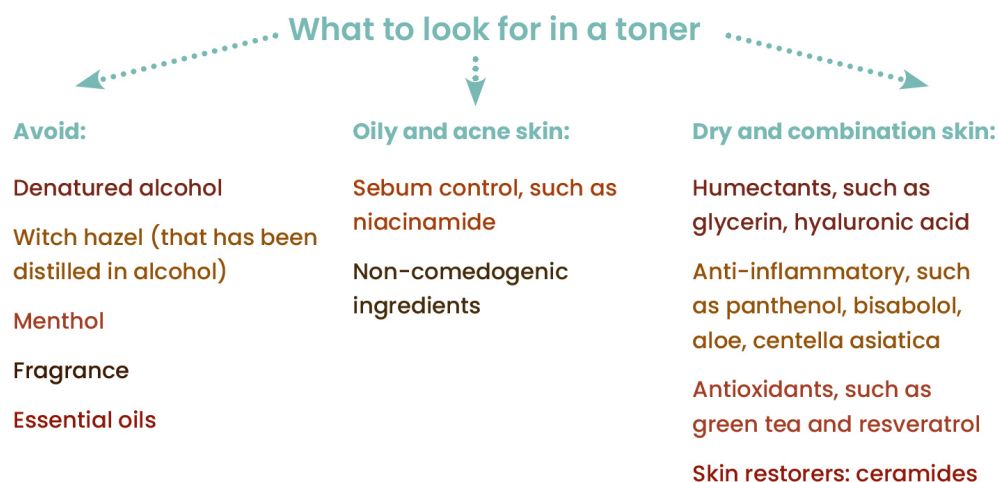 What to look for in a toner
Avoid:
Denatured alcohol
Witch hazel (that has been
distilled in alcohol)
Menthol
Fragrance
Essential oils
Oily and acne skin:
Sebum control, such as
niacinamide
Non-comedogenic
ingredients
Dry and combination skin:
Humectants, such as
glycerin, hyaluronic acid
Anti-inflammatory, such
as panthenol, bisabolol,
aloe, centella asiatica
Antioxidants, such as
green tea and resveratrol
Skin restorers: ceramides